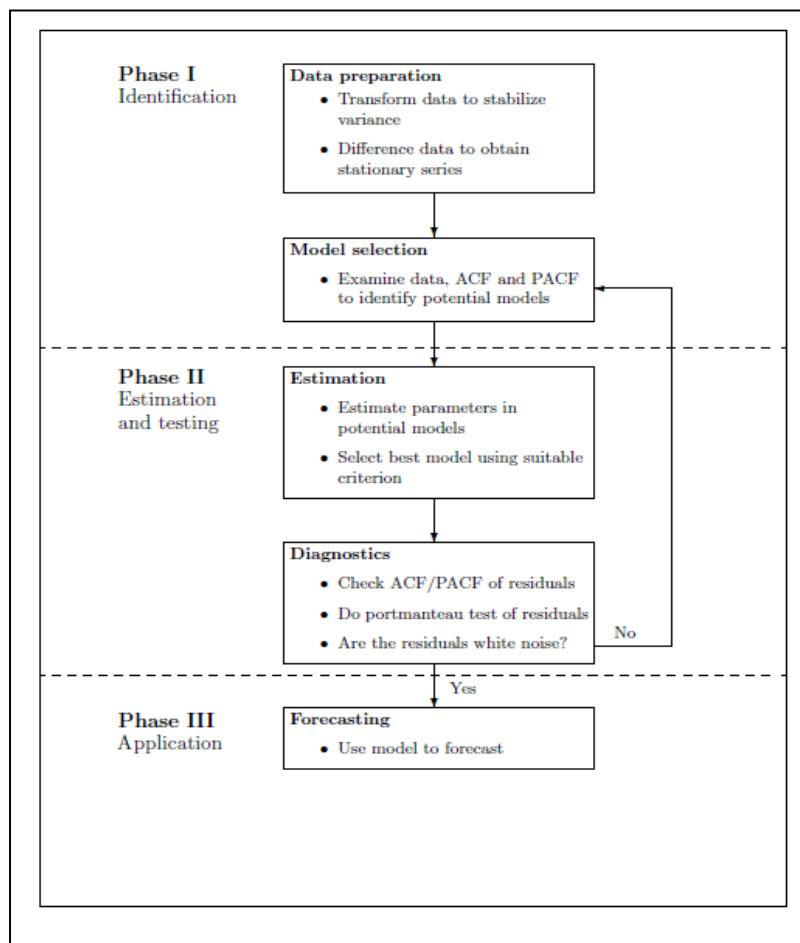 Phase I
Identification
Data preparation
• Transform data to stabilize
variance
• Difference data to obtain
stationary series
Model selection
• Examine data, ACF and PACF
to identify potential models
Phase II
Estimation
and testing
Estimation
• Estimate parameters in
potential models
• Select best model using suitable
criterion
Diagnostics
• Check ACF/PACF of residuals
• Do portmanteau test of residuals
• Are the residuals white noise?
No
Yes
Phase III
Application
Forecasting
• Use model to forecast